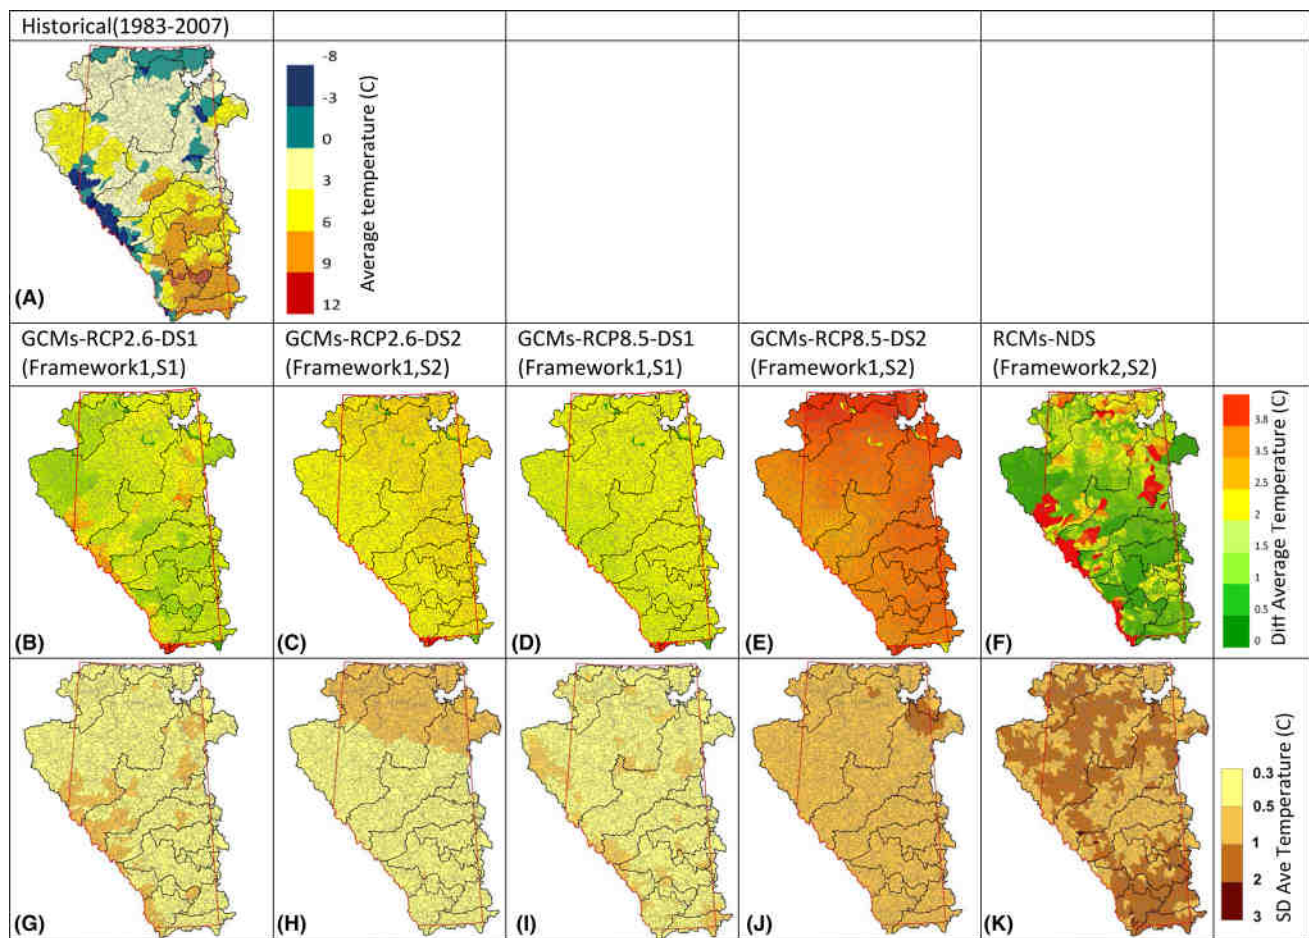 Historical(1983-2007)
-8
-3
0
3
6
9
12
Average temperature (C)
(A)
GCMs-RCP2.6-DS1
(Framework1,S1)
GCMs-RCP2.6-DS2
(Framework1,S2)
GCMs-RCP8.5-DS1
(Framework1,S1)
GCMs-RCP8.5-DS2
(Framework1,S2)
RCMs-NDS
(Framework2,S2)
(B)
(C)
(D)
(E)
(F)
3.8
3.5
2.5
2
1.5
1
0.5
0
Diff Average Temperature (C)
(G)
(H)
(I)
(J)
(K)
0.3
0.5
1
2
3
SD Ave Temperature (C)